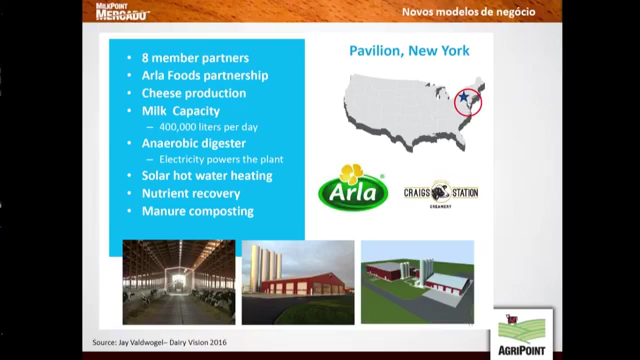 MILKPOINT
MERCADO
Novos modelos de negócio
• 8 member partners
• Arla Foods partnership
• Cheese production
• Milk Capacity
– 400,000 liters per day
• Anaerobic digester
– Electricity powers the plant
• Solar hot water heating
• Nutrient recovery
• Manure composting
Pavilion, New York
Arla
CRAIGS STATION
CREAMERY
Source: Jay Valdwogel– Dairy Vision 2016
AGRIPOINT